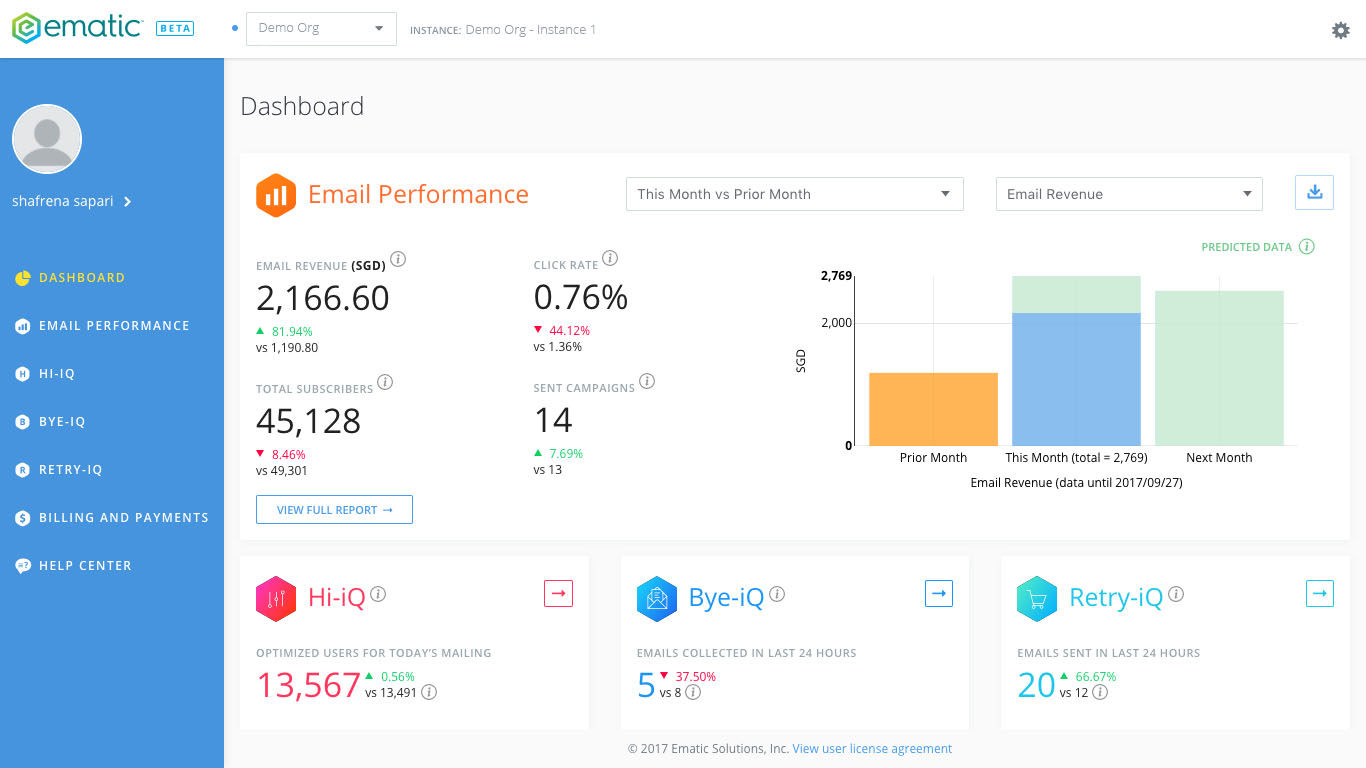 ematic BETA
Demo Org
INSTANCE: Demo Org - Instance 1
shafrena sapari
DASHBOARD
EMAIL PERFORMANCE
H HI-IQ
B BYE-IQ
R RETRY-IQ
$ BILLING AND PAYMENTS
=? HELP CENTER
Dashboard
Email Performance
This Month vs Prior Month
Email Revenue
EMAIL REVENUE (SGD) i
2,166.60
81.94%
vs 1,190.80
CLICK RATE i
0.76%
44.12%
vs 1.36%
TOTAL SUBSCRIBERS i
45,128
8.46%
vs 49,301
SENT CAMPAIGNS i
14
7.69%
vs 13
VIEW FULL REPORT →
PREDICTED DATA i
2,769
2,000
0
SGD
Prior Month
This Month (total = 2,769)
Next Month
Email Revenue (data until 2017/09/27)
Hi-iQ i
→
OPTIMIZED USERS FOR TODAY'S MAILING
13,567
0.56%
vs 13,491 i
Bye-iQ i
→
EMAILS COLLECTED IN LAST 24 HOURS
5
37.50%
vs 8 i
Retry-iQ i
→
EMAILS SENT IN LAST 24 HOURS
20
66.67%
vs 12 i
© 2017 Ematic Solutions, Inc. View user license agreement